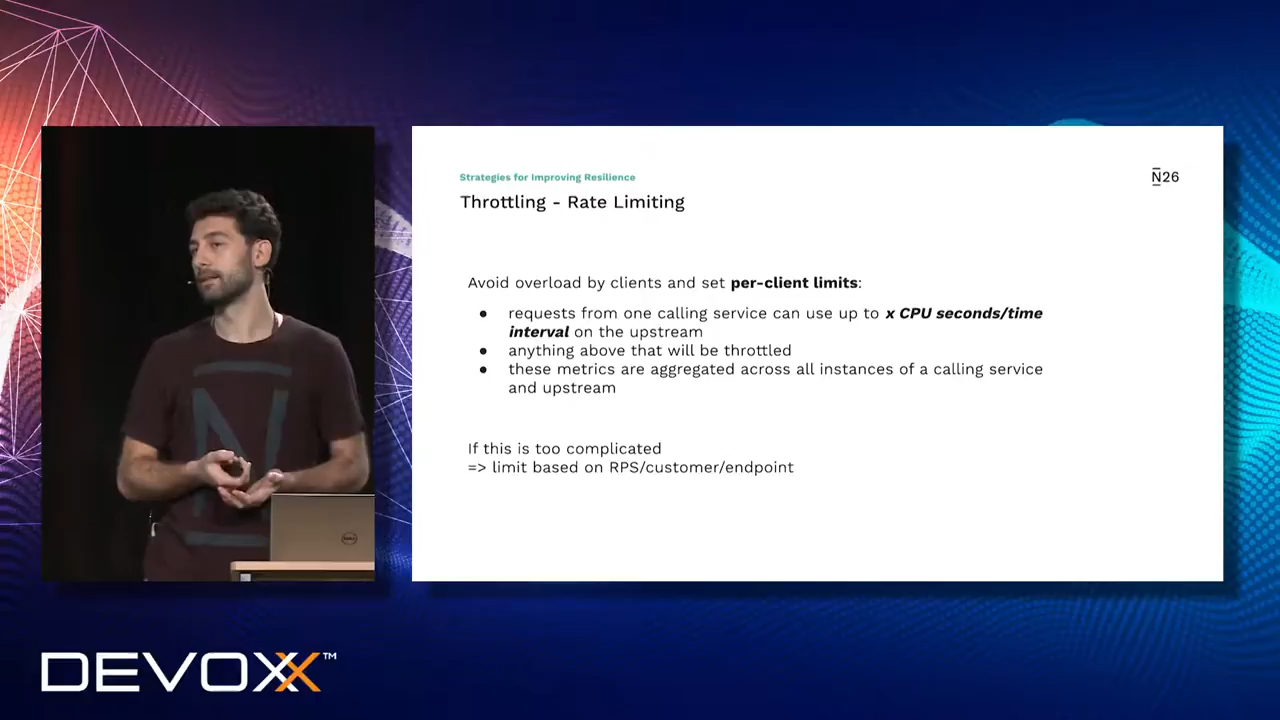 Strategies for Improving Resilience
N26
Throttling - Rate Limiting
Avoid overload by clients and set per-client limits:
● requests from one calling service can use up to x CPU seconds/time
interval on the upstream
● anything above that will be throttled
● these metrics are aggregated across all instances of a calling service
and upstream
If this is too complicated
=> limit based on RPS/customer/endpoint
N
DELL
DEVOXX™